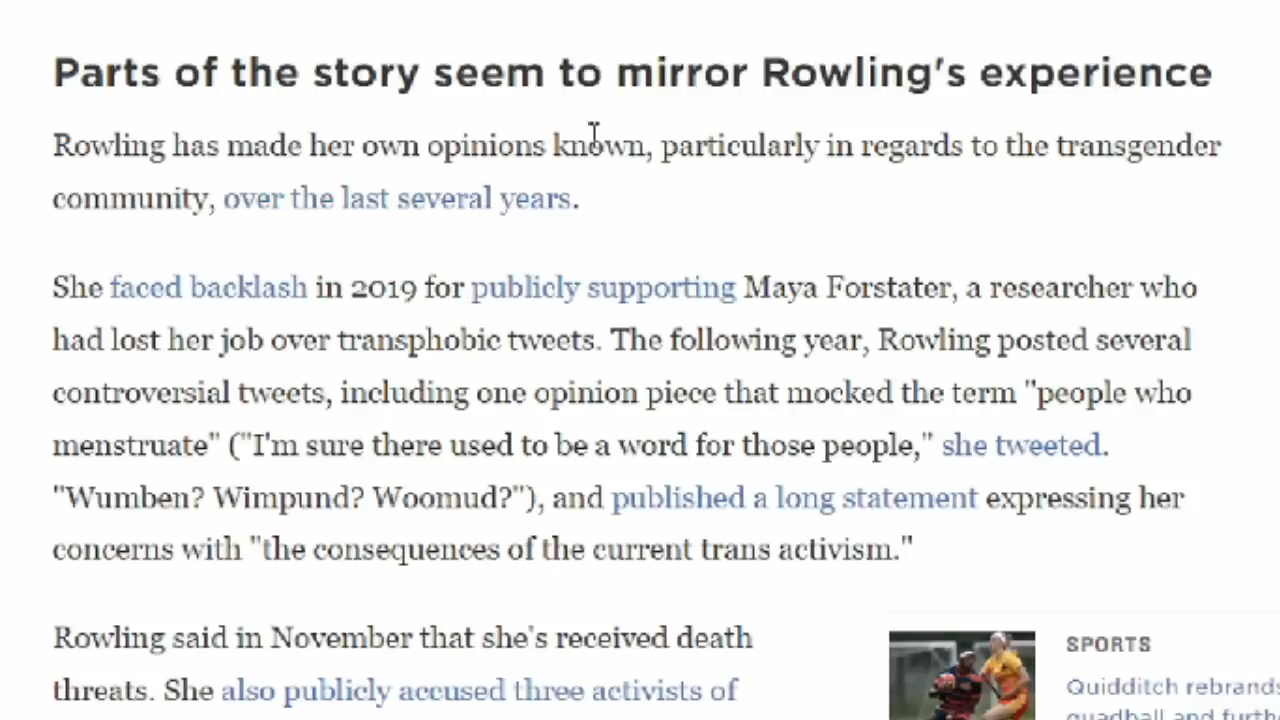 Parts of the story seem to mirror Rowling's experience
Rowling has made her own opinions known, particularly in regards to the transgender
community, over the last several years.
She faced backlash in 2019 for publicly supporting Maya Forstater, a researcher who
had lost her job over transphobic tweets. The following year, Rowling posted several
controversial tweets, including one opinion piece that mocked the term "people who
menstruate" ("I'm sure there used to be a word for those people," she tweeted.
"Wumben? Wimpund? Woomud?"), and published a long statement expressing her
concerns with "the consequences of the current trans activism."
Rowling said in November that she's received death
threats. She also publicly accused three activists of
SPORTS
Quidditch rebrands
quadball and furthe